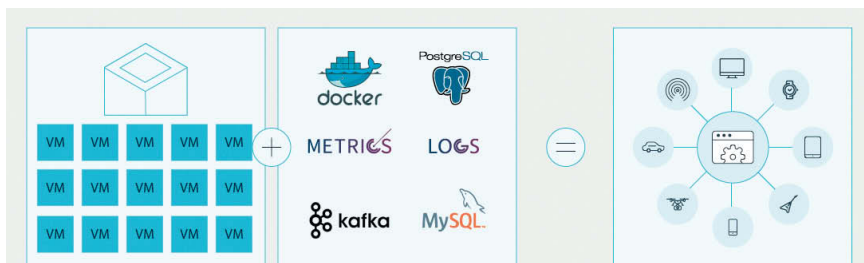 VM VM VM VM VM
VM VM VM VM VM
VM VM VM VM VM
docker
PostgreSQL
METRICS
LOGS
kafka
MySQL.